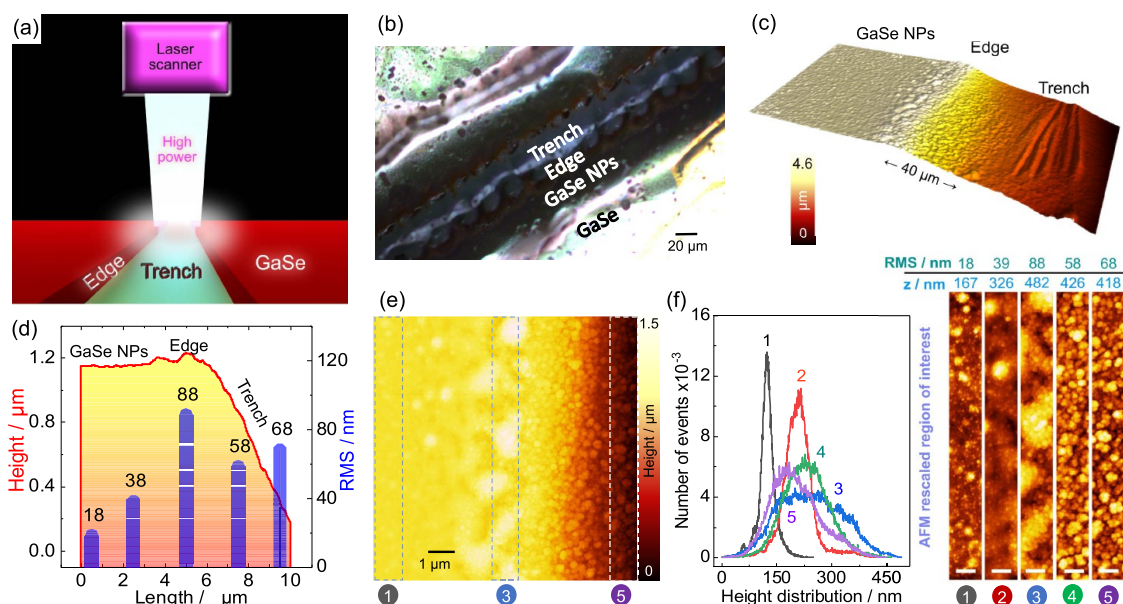 (a)
Laser
scanner
High
power
Edge
Trench
GaSe
(b)
Trench
Edge
GaSe NPs
GaSe
20 µm
(c)
GaSe NPs
Edge
Trench
← 40 µm →
4.6
µm
0
(d)
Height / µm
1.2
0.8
0.4
0.0
GaSe NPs
Edge
Trench
18
38
88
58
68
120
80
40
0
RMS / nm
0 2 4 6 8 10
Length / µm
(e)
1.5
Height / µm
0
1 µm
1 3 5
(f)
Number of events x10-3
16
12
8
4
0
1
2
4
3
5
0 150 300 450
Height distribution / nm
RMS / nm 18 39 88 58 68
z / nm 167 326 482 426 418
AFM rescaled region of interest
1 2 3 4 5